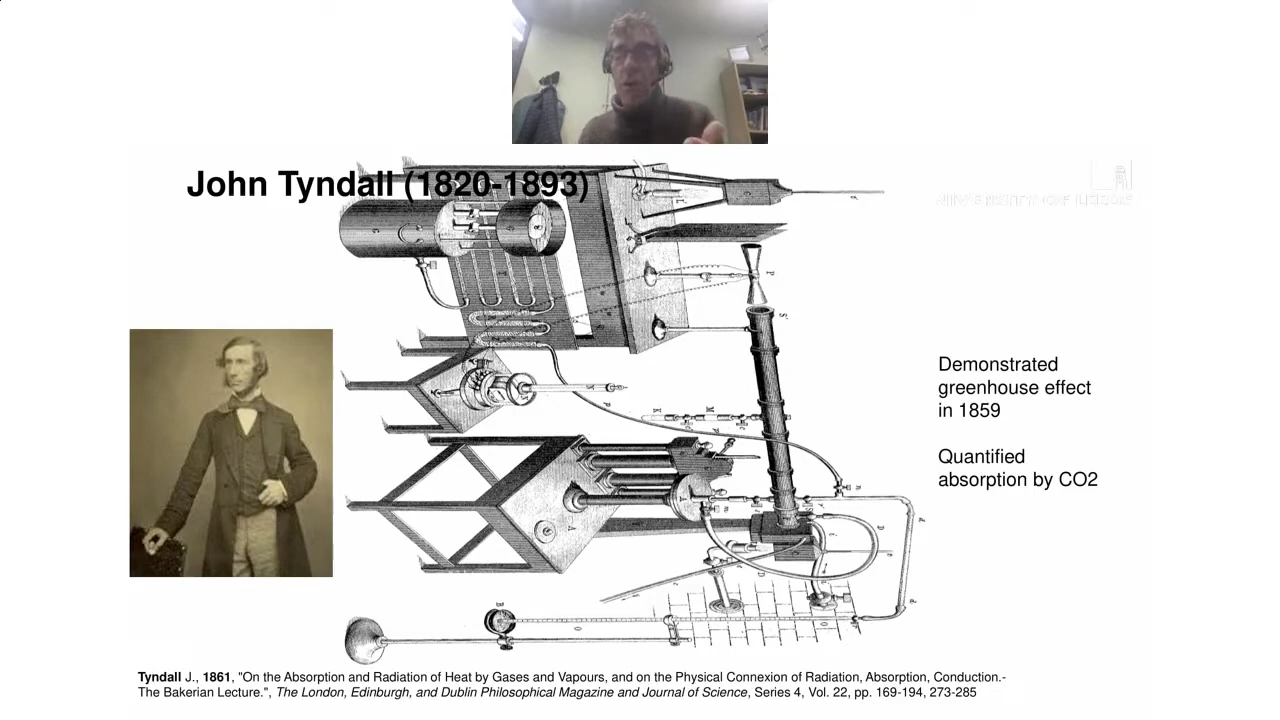 John Tyndall (1820-1893)
Demonstrated
greenhouse effect
in 1859
Quantified
absorption by CO2
Tyndall J., 1861, "On the Absorption and Radiation of Heat by Gases and Vapours, and on the Physical Connexion of Radiation, Absorption, Conduction.-
The Bakerian Lecture.", The London, Edinburgh, and Dublin Philosophical Magazine and Journal of Science, Series 4, Vol. 22, pp. 169-194, 273-285